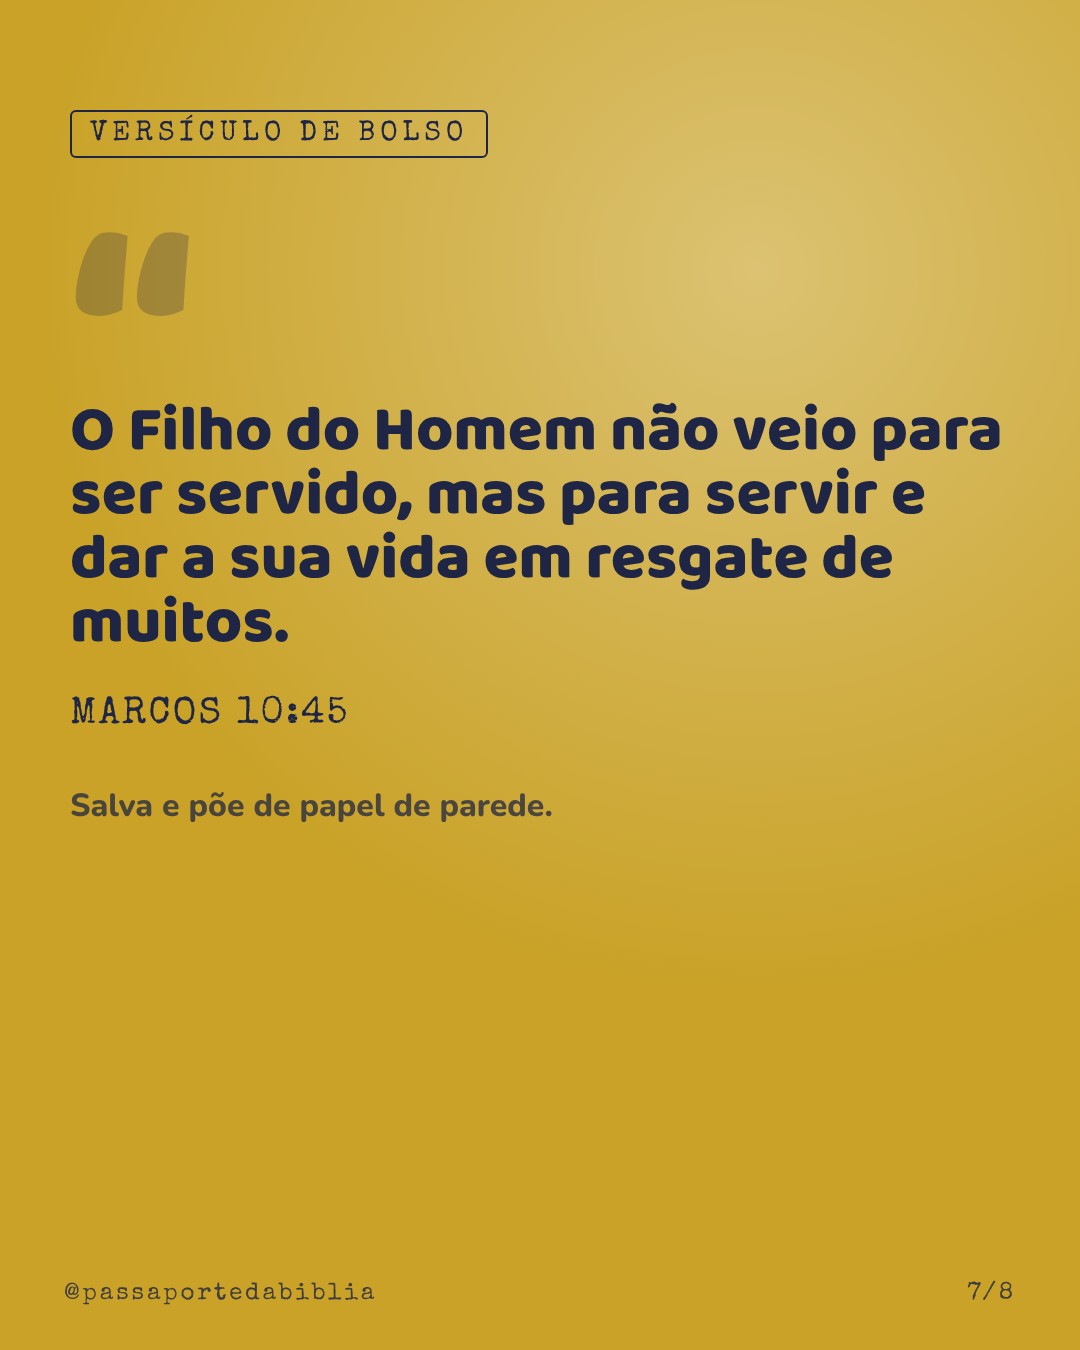 VERSÍCULO DE BOLSO
“
O Filho do Homem não veio para
ser servido, mas para servir e
dar a sua vida em resgate de
muitos.
MARCOS 10:45
Salva e põe de papel de parede.
@passaportedabiblia
7/8